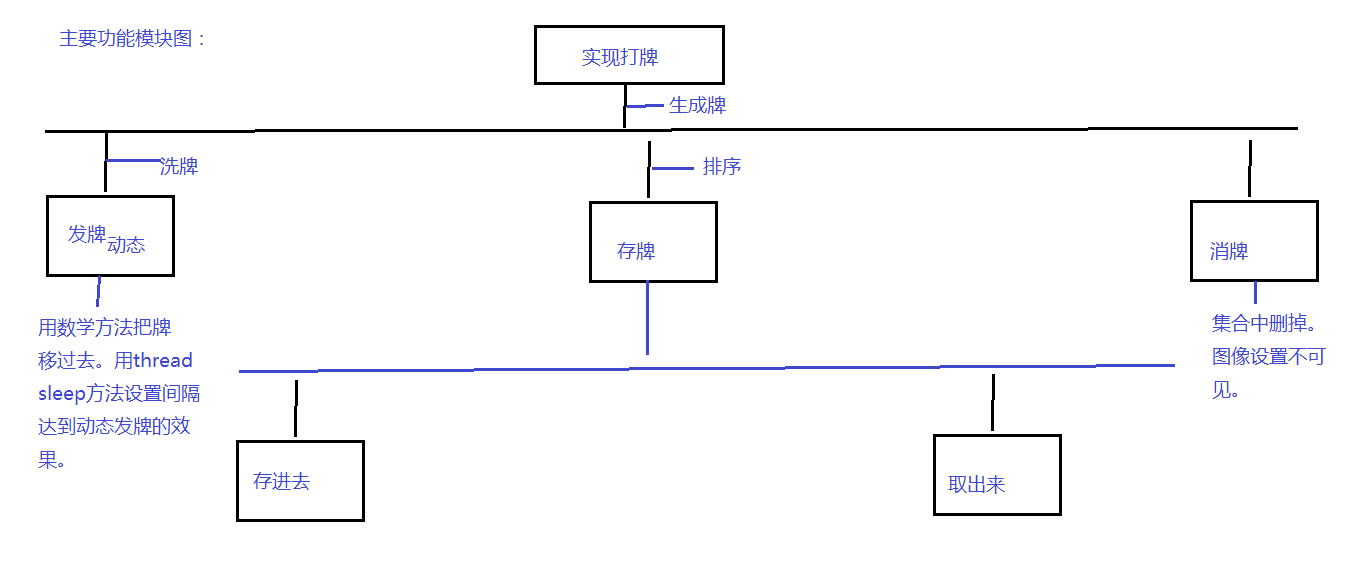 主要功能模块图：
实现打牌
生成牌
洗牌
排序
发牌
动态
存牌
消牌
用数学方法把牌
移过去。用thread
sleep方法设置间隔
达到动态发牌的效
果。
集合中删掉。
图像设置不可
见。
存进去
取出来